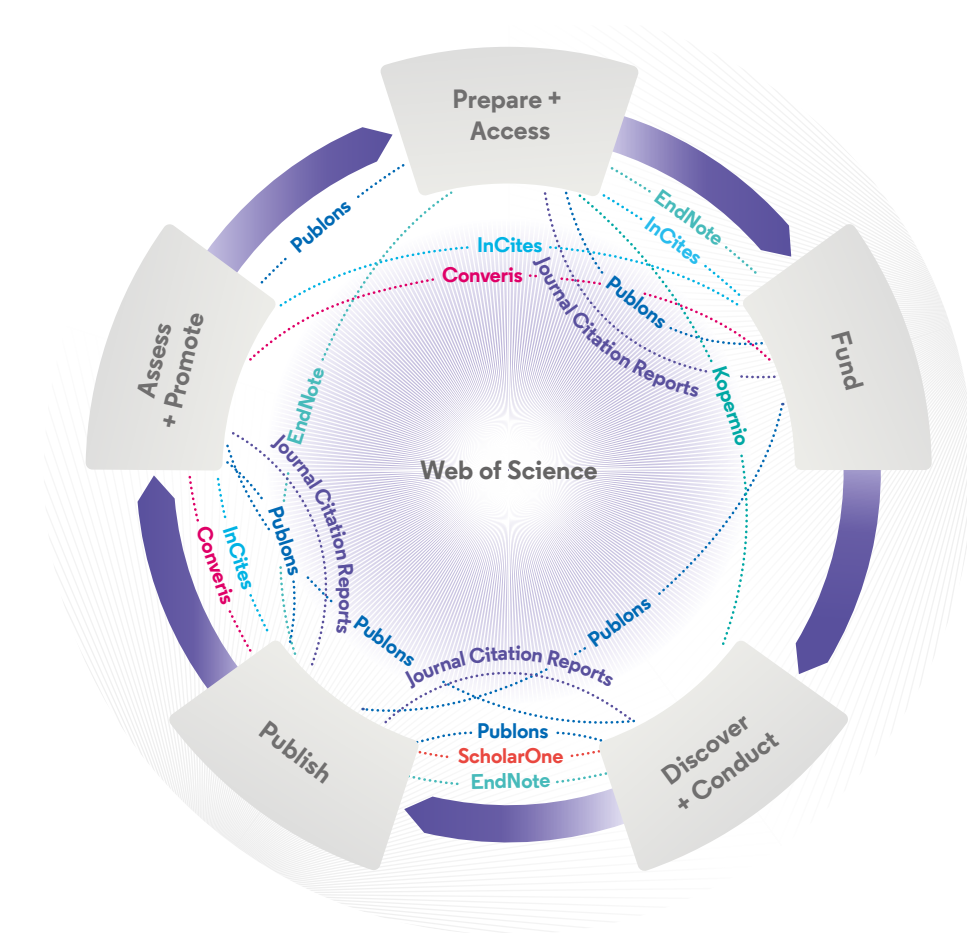 Prepare +
Access
EndNote
InCites
Publons
InCites
Converis
Publons
Journal Citation Reports
Assess
+ Promote
Fund
Kopernio
EndNote
Journal Citation Reports
Web of Science
Publons
InCites
Converis
Publons
Publons
Journal Citation Reports
Publons
ScholarOne
EndNote
Publish
Discover
+ Conduct